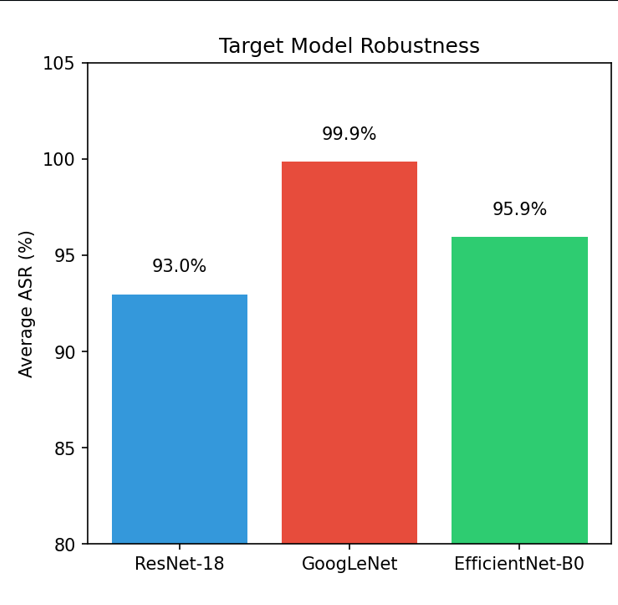 Target Model Robustness
Average ASR (%)
105
100
95
90
85
80
93.0%
99.9%
95.9%
ResNet-18
GoogLeNet
EfficientNet-B0